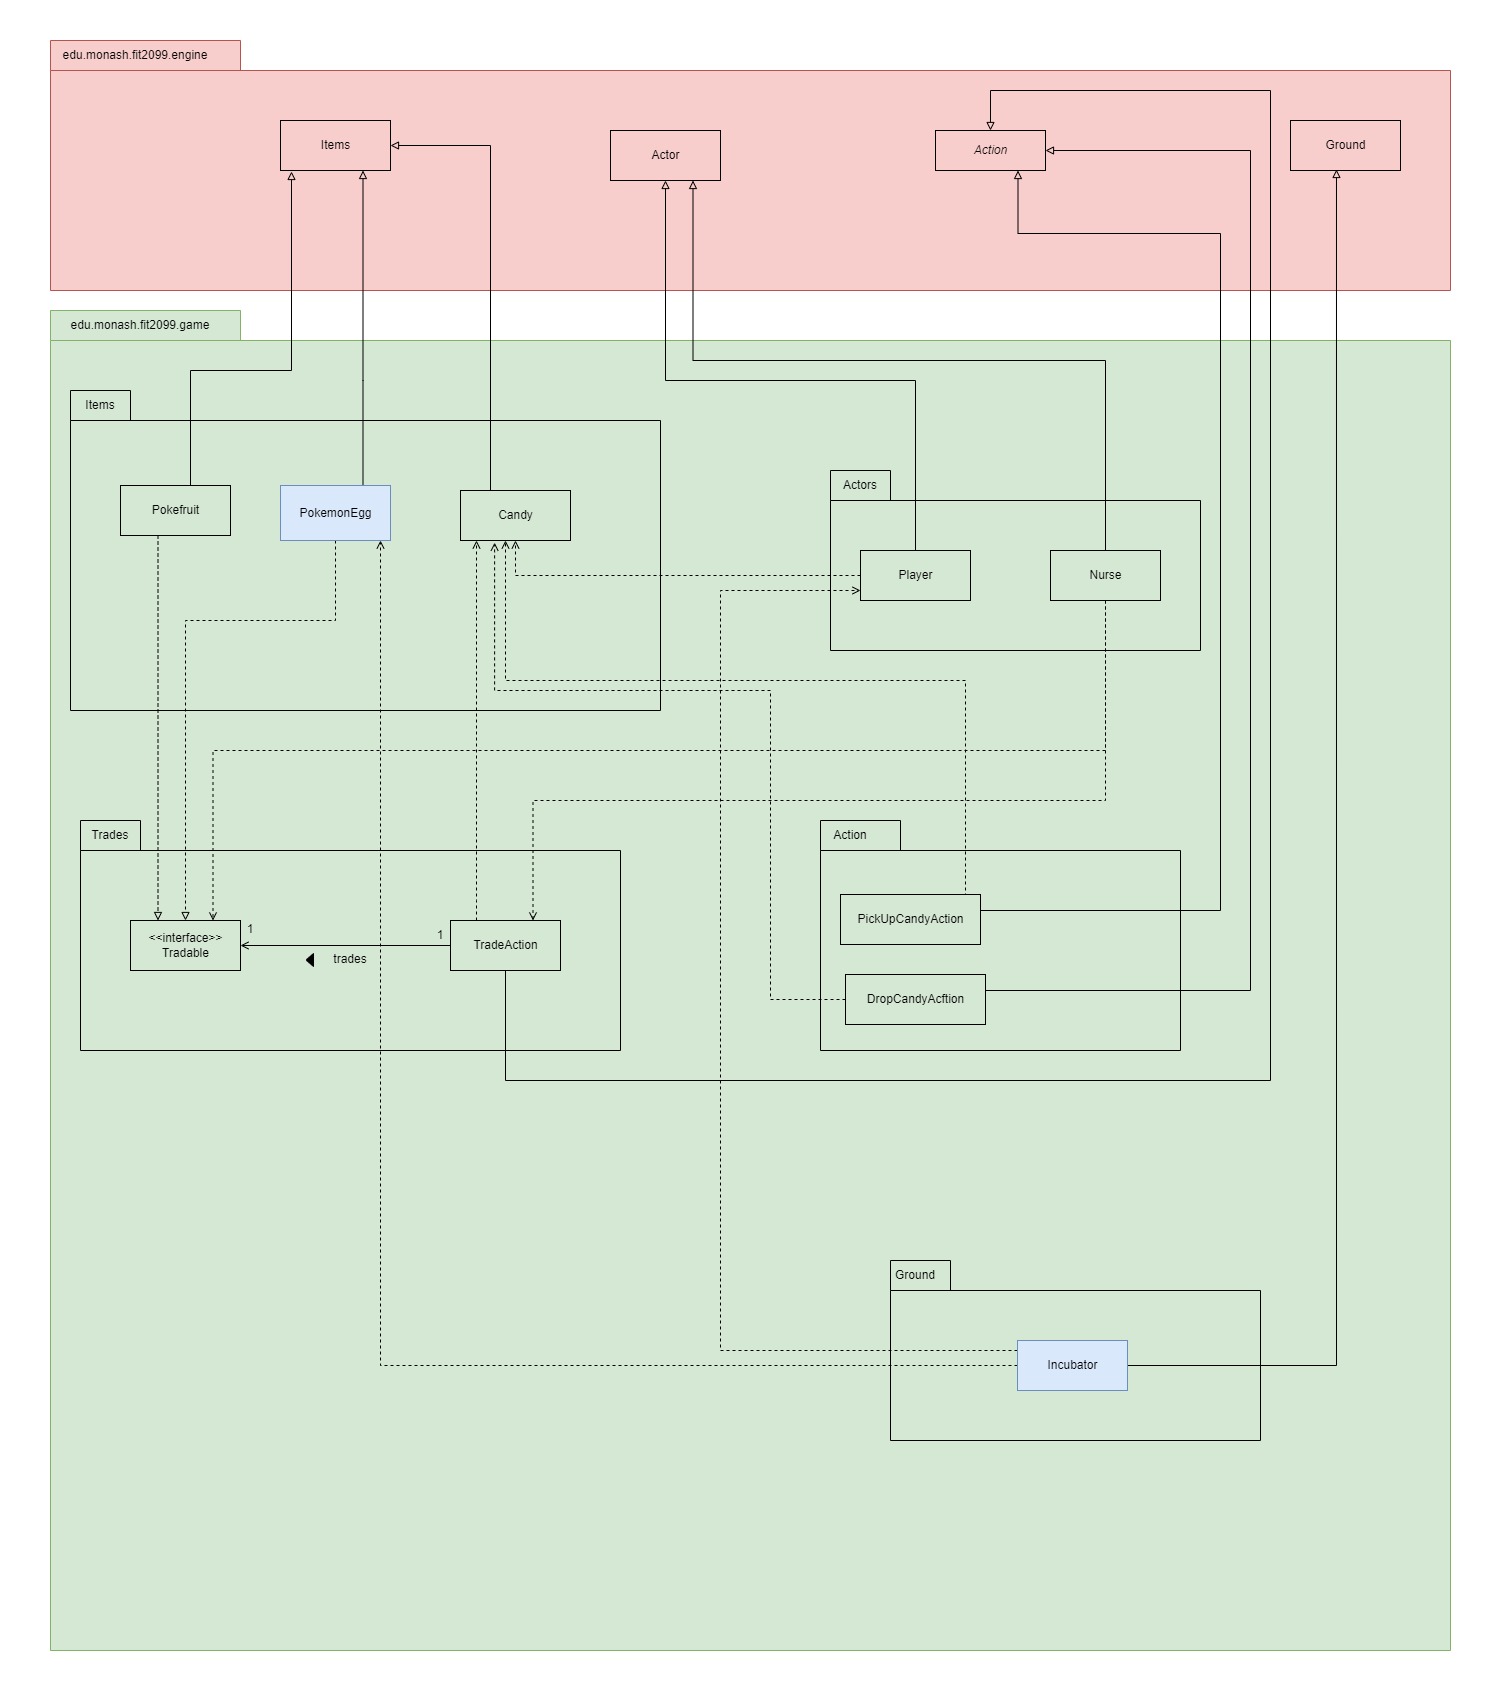 edu.monash.fit2099.engine
Items
Actor
Action
Ground
edu.monash.fit2099.game
Items
Pokefruit
PokemonEgg
Candy
Actors
Player
Nurse
Trades
<<interface>>
Tradable
1
1
trades
TradeAction
Action
PickUpCandyAction
DropCandyAcftion
Ground
Incubator